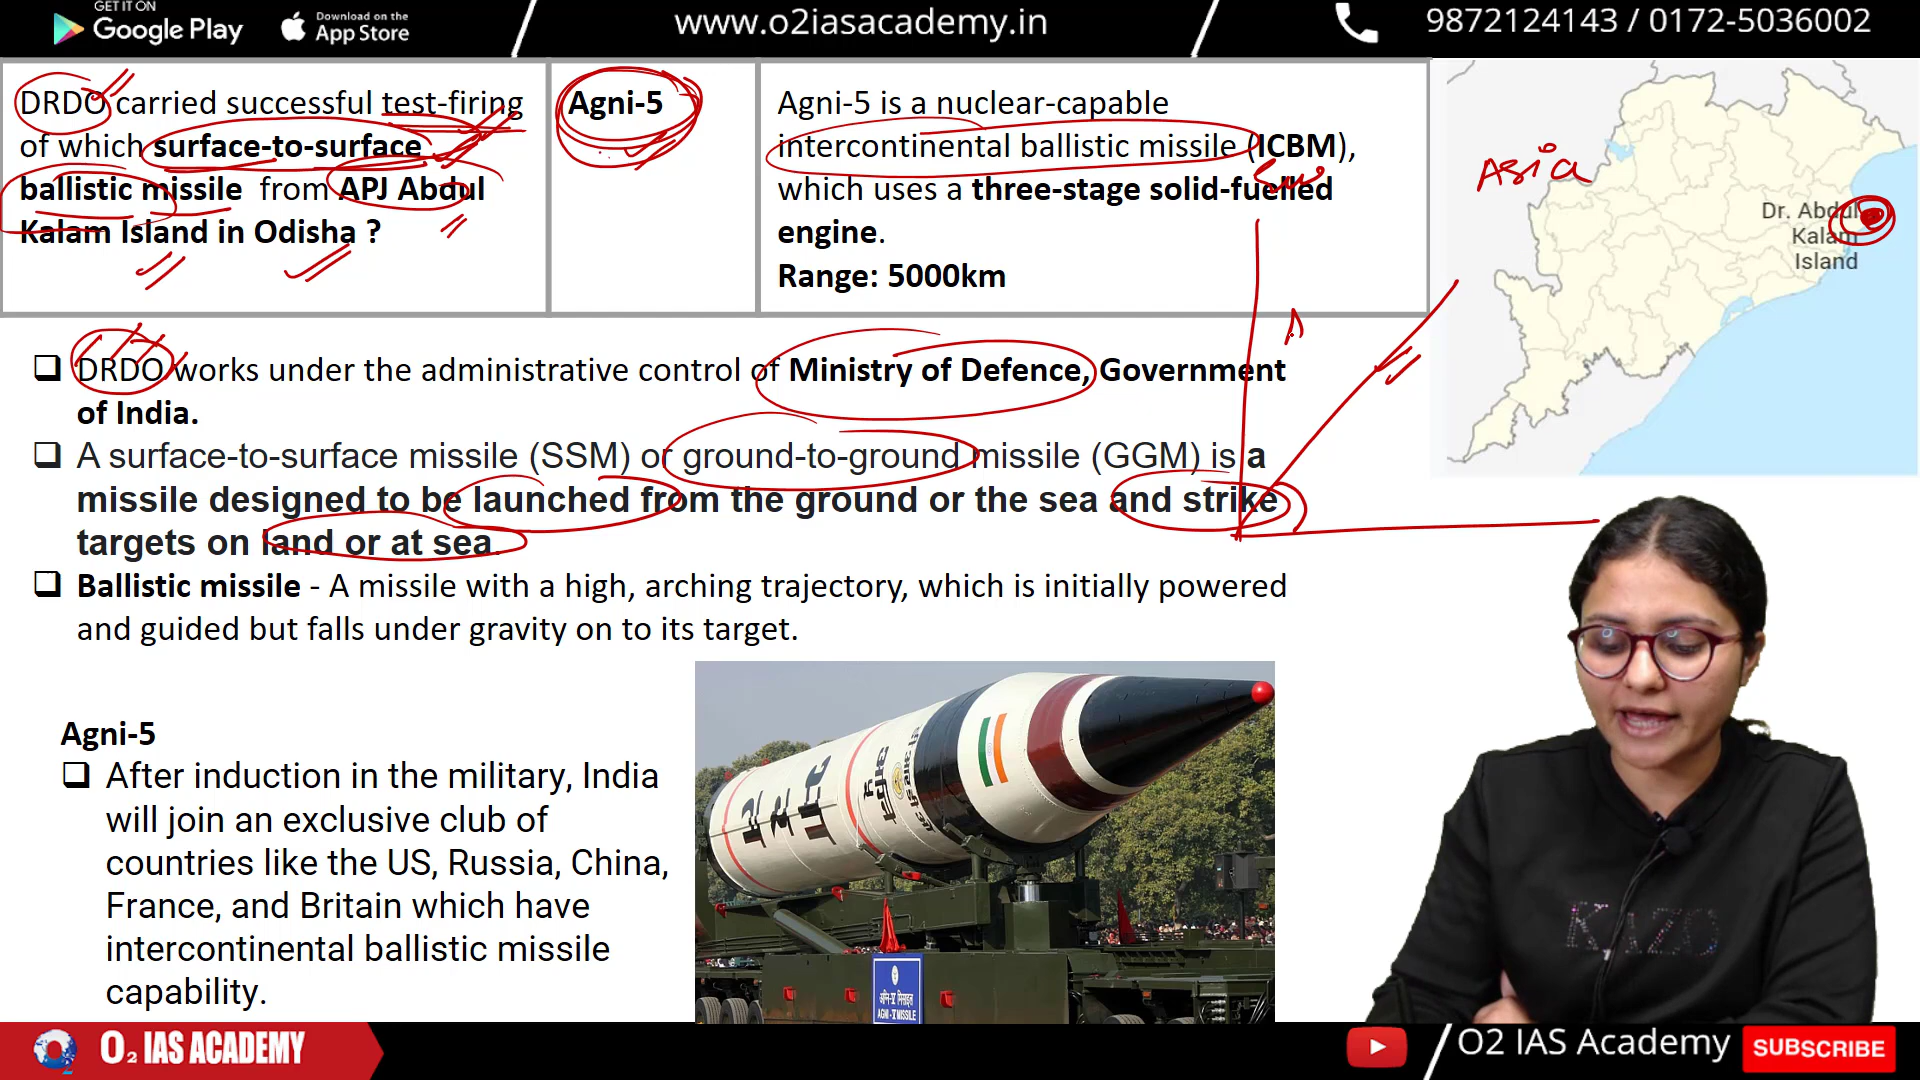 GET IT ON
Google Play
Download on the
App Store
www.o2iasacademy.in
9872124143 / 0172-5036002
DRDO carried successful test-firing
of which surface-to-surface
ballistic missile from APJ Abdul
Kalam Island in Odisha ?
Agni-5
Agni-5 is a nuclear-capable
intercontinental ballistic missile (ICBM),
which uses a three-stage solid-fuelled
engine.
Range: 5000km
Asia
Dr. Abdul
Kalam
Island
❑ DRDO works under the administrative control of Ministry of Defence, Government
of India.
❑ A surface-to-surface missile (SSM) or ground-to-ground missile (GGM) is a
missile designed to be launched from the ground or the sea and strike
targets on land or at sea.
❑ Ballistic missile - A missile with a high, arching trajectory, which is initially powered
and guided but falls under gravity on to its target.
Agni-5
❑ After induction in the military, India
will join an exclusive club of
countries like the US, Russia, China,
France, and Britain which have
intercontinental ballistic missile
capability.
AGNI - V MISSILE
KAZO
O2 IAS ACADEMY
O2 IAS Academy
SUBSCRIBE